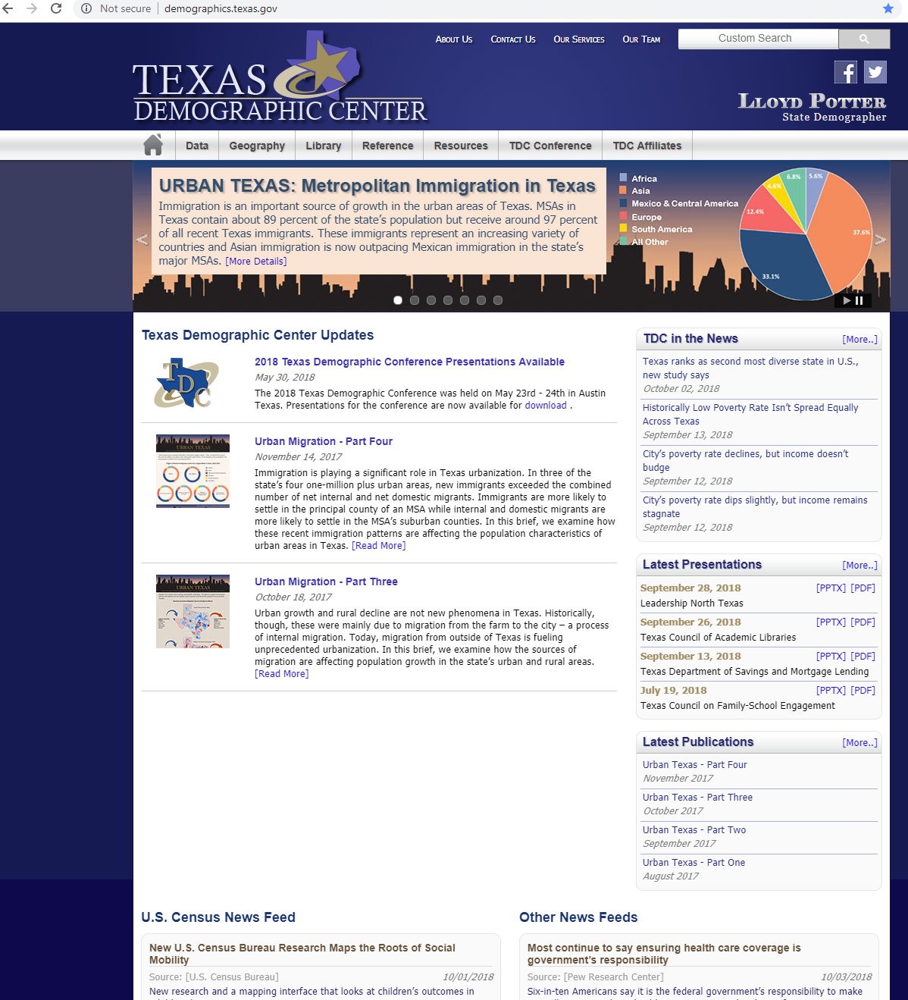 Not secure | demographics.texas.gov
About Us Contact Us Our Services Our Team Custom Search
TEXAS
DEMOGRAPHIC CENTER
Lloyd Potter
State Demographer
Data Geography Library Reference Resources TDC Conference TDC Affiliates
URBAN TEXAS: Metropolitan Immigration in Texas
Immigration is an important source of growth in the urban areas of Texas. MSAs in
Texas contain about 89 percent of the state's population but receive around 97 percent
of all recent Texas immigrants. These immigrants represent an increasing variety of
countries and Asian immigration is now outpacing Mexican immigration in the state's
major MSAs. [More Details]
Africa
Asia
Mexico & Central America
Europe
South America
All Other
5.6%
37.6%
33.1%
12.4%
4.6%
6.8%
Texas Demographic Center Updates
TDC
2018 Texas Demographic Conference Presentations Available
May 30, 2018
The 2018 Texas Demographic Conference was held on May 23rd - 24th in Austin
Texas. Presentations for the conference are now available for download .
URBAN TEXAS
Urban Migration - Part Four
November 14, 2017
Immigration is playing a significant role in Texas urbanization. In three of the
state's four one-million plus urban areas, new immigrants exceeded the combined
number of net internal and net domestic migrants. Immigrants are more likely to
settle in the principal county of an MSA while internal and domestic migrants are
more likely to settle in the MSA's suburban counties. In this brief, we examine how
these recent immigration patterns are affecting the population characteristics of
urban areas in Texas. [Read More]
URBAN TEXAS
Urban Migration - Part Three
October 18, 2017
Urban growth and rural decline are not new phenomena in Texas. Historically,
though, these were mainly due to migration from the farm to the city – a process
of internal migration. Today, migration from outside of Texas is fueling
unprecedented urbanization. In this brief, we examine how the sources of
migration are affecting population growth in the state's urban and rural areas.
[Read More]
TDC in the News [More..]
Texas ranks as second most diverse state in U.S.,
new study says
October 02, 2018
Historically Low Poverty Rate Isn't Spread Equally
Across Texas
September 13, 2018
City's poverty rate declines, but income doesn't
budge
September 12, 2018
City's poverty rate dips slightly, but income remains
stagnate
September 12, 2018
Latest Presentations [More..]
September 28, 2018 [PPTX] [PDF]
Leadership North Texas
September 26, 2018 [PPTX] [PDF]
Texas Council of Academic Libraries
September 13, 2018 [PPTX] [PDF]
Texas Department of Savings and Mortgage Lending
July 19, 2018 [PPTX] [PDF]
Texas Council on Family-School Engagement
Latest Publications [More..]
Urban Texas - Part Four
November 2017
Urban Texas - Part Three
October 2017
Urban Texas - Part Two
September 2017
Urban Texas - Part One
August 2017
U.S. Census News Feed
New U.S. Census Bureau Research Maps the Roots of Social
Mobility
Source: [U.S. Census Bureau] 10/01/2018
New research and a mapping interface that looks at children's outcomes in
Other News Feeds
Most continue to say ensuring health care coverage is
government's responsibility
Source: [Pew Research Center] 10/03/2018
Six-in-ten Americans say it is the federal government's responsibility to make